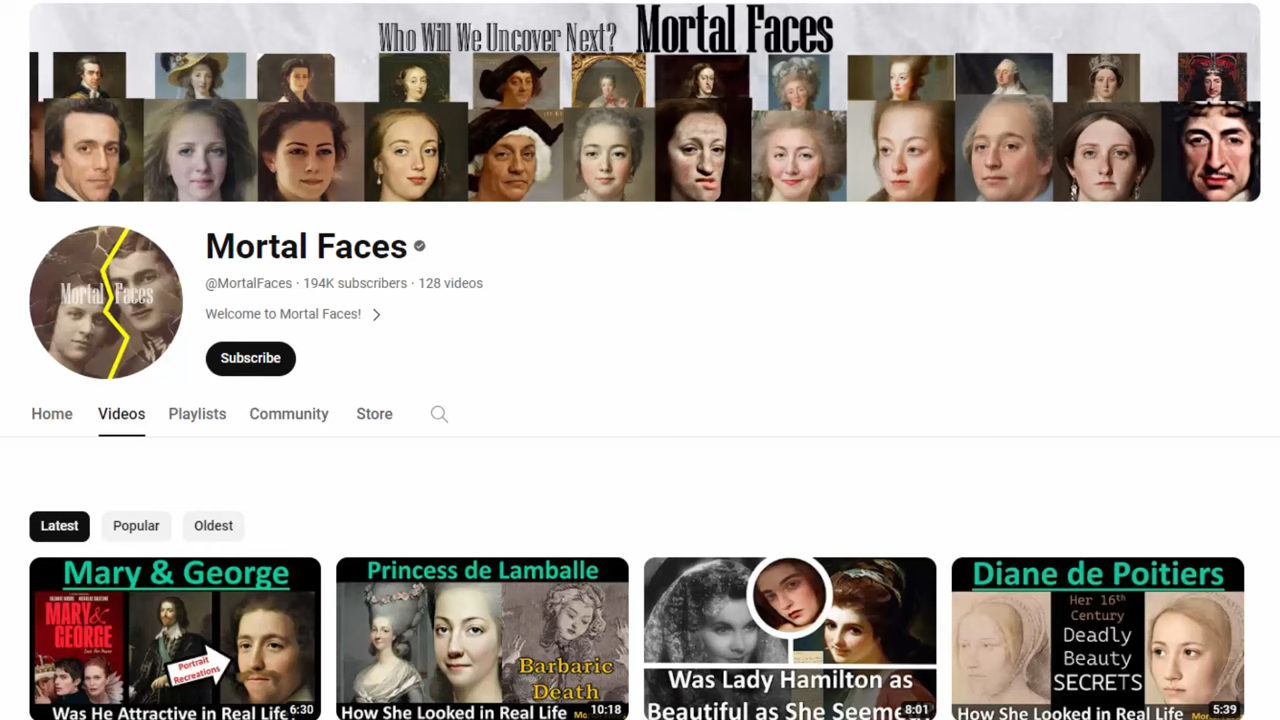 Who Will We Uncover Next? Mortal Faces
Mortal Faces
Mortal Faces
@MortalFaces · 194K subscribers · 128 videos
Welcome to Mortal Faces!
Subscribe
Home Videos Playlists Community Store
Latest Popular Oldest
Mary & George
MARY &
GEORGE
Portrait
Recreations
Was He Attractive in Real Life
6:30
Princess de Lamballe
Barbaric
Death
How She Looked in Real Life
10:18
Was Lady Hamilton as
Beautiful as She Seemed
8:01
Diane de Poitiers
Her 16th
Century
Deadly
Beauty
SECRETS
How She Looked in Real Life
5:39